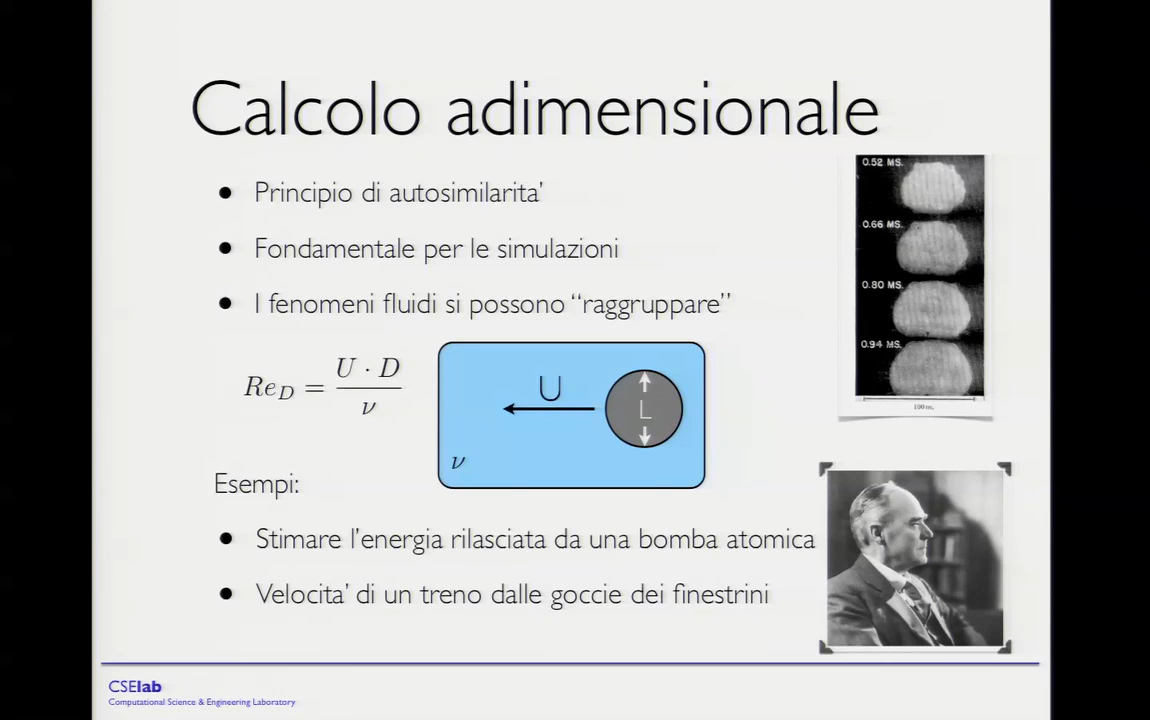 Calcolo adimensionale
Principio di autosimilarita'
Fondamentale per le simulazioni
I fenomeni fluidi si possono “raggruppare”
Re_D = U · D / ν
U
L
ν
Esempi:
Stimare l'energia rilasciata da una bomba atomica
Velocita' di un treno dalle goccie dei finestrini
0.52 MS.
0.66 MS.
0.80 MS.
0.94 MS.
100 m.
CSElab
Computational Science & Engineering Laboratory